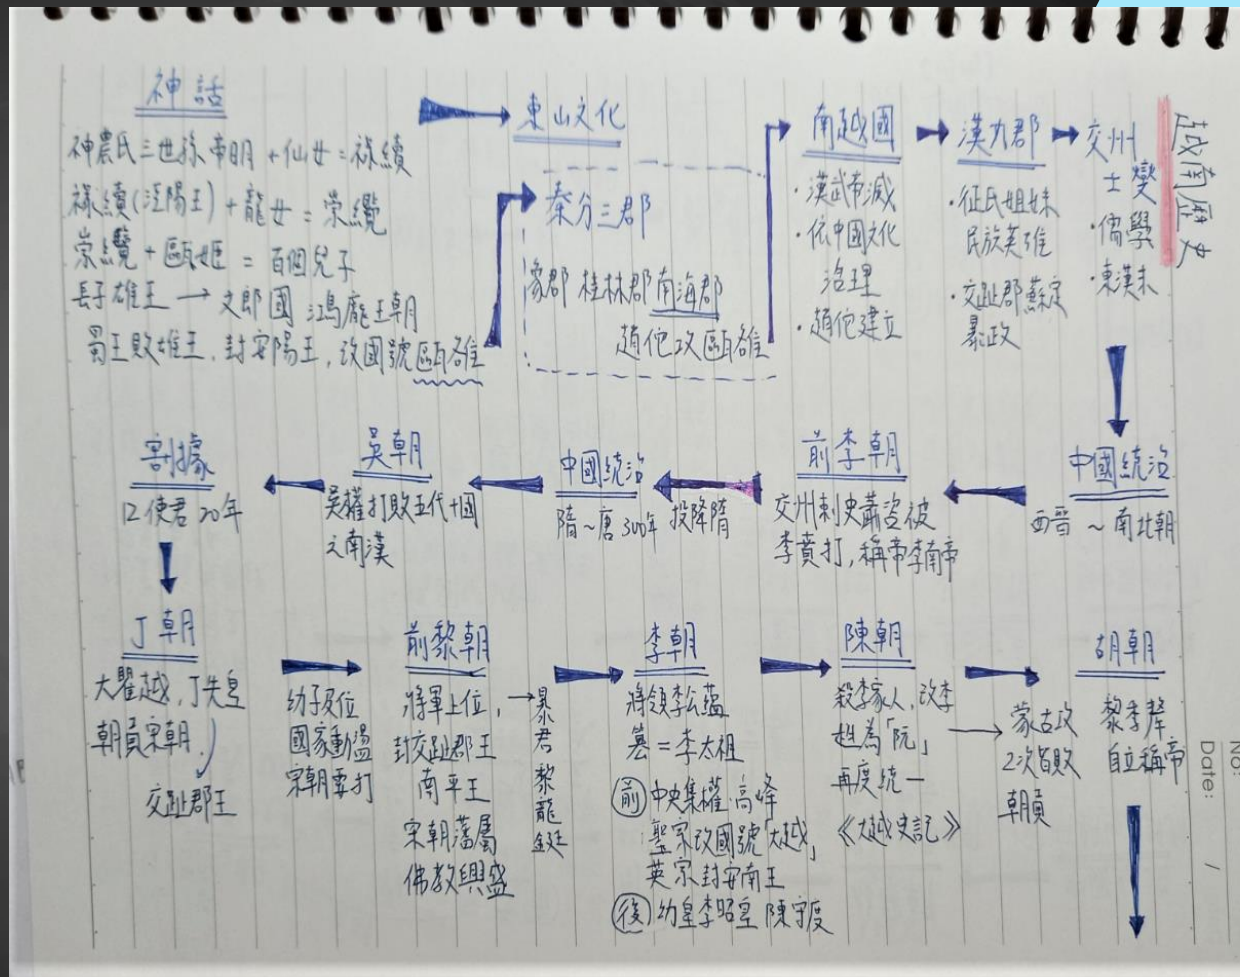 越南歷史
神話
神農氏三世孫帝明+仙女=祿續
祿續(涇陽王)+龍女=崇纜
崇纜+甌姬=百個兒子
長子雄王→文郎國 鴻龐王朝
蜀王敗雄王,封安陽王,改國號甌雒
東山文化
秦分三郡
象郡 桂林郡 南海郡
趙佗攻甌雒
南越國
·漢武帝滅
·依中國文化
治理
·趙佗建立
漢九郡
·征氏姐妹
民族英雄
·交趾郡蘇定
暴政
交州
士燮
·儒學
·東漢末
中國統治
西晉~南北朝
前李朝
交州刺史蕭咨被
李賁打,稱帝李南帝
投降隋
中國統治
隋~唐 300年
吳朝
吳權打敗五代十國
之南漢
割據
12使君 20年
丁朝
大瞿越,丁先皇
朝貢宋朝
交趾郡王
幼子及位
國家動盪
宋朝要打
前黎朝
將軍上位,
封交趾郡王
南平王
宋朝藩屬
佛教興盛
→暴君黎龍鋌
李朝
將領李公蘊
篡=李太祖
前 中央集權 高峰
聖宗改國號「大越」
英宗封安南王
後 幼皇李昭皇 陳守度
陳朝
殺李家人,改李
姓為「阮」
再度統一
《大越史記》
→蒙古攻
2次皆敗
朝貢
胡朝
黎季犛
自立稱帝
No:
Date: /